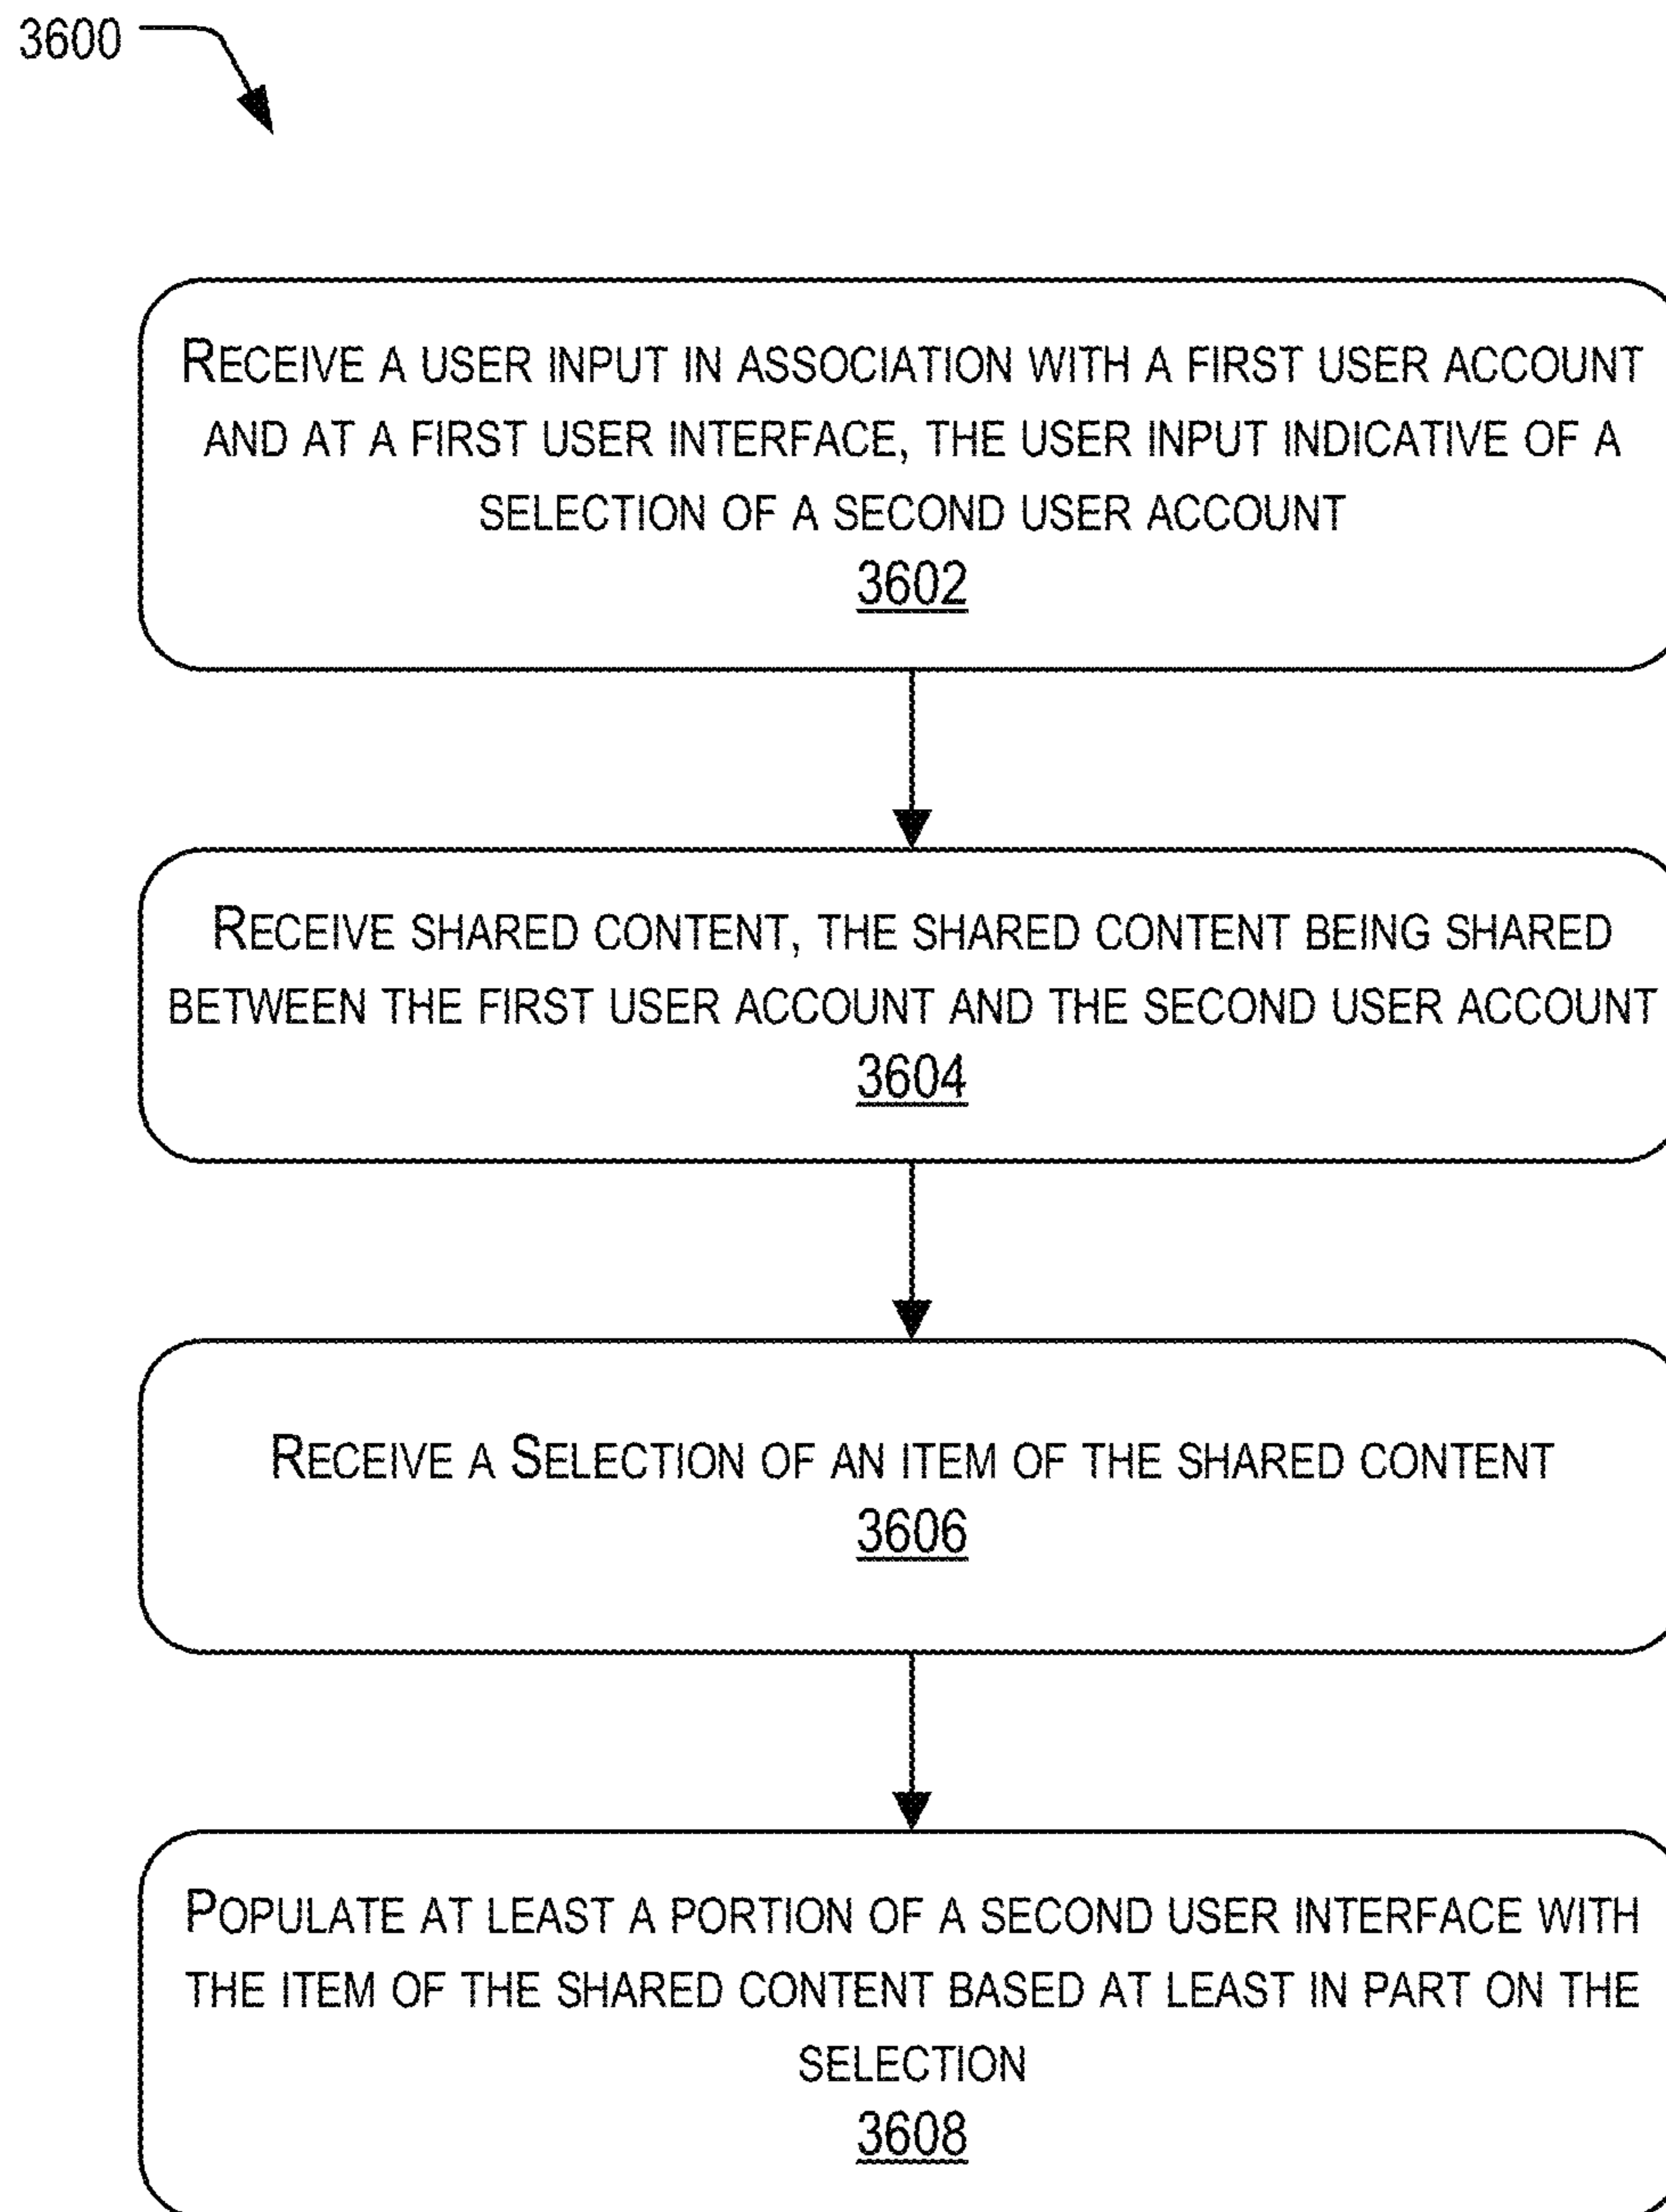 3600
RECEIVE A USER INPUT IN ASSOCIATION WITH A FIRST USER ACCOUNT
AND AT A FIRST USER INTERFACE, THE USER INPUT INDICATIVE OF A
SELECTION OF A SECOND USER ACCOUNT
3602
RECEIVE SHARED CONTENT, THE SHARED CONTENT BEING SHARED
BETWEEN THE FIRST USER ACCOUNT AND THE SECOND USER ACCOUNT
3604
RECEIVE A SELECTION OF AN ITEM OF THE SHARED CONTENT
3606
POPULATE AT LEAST A PORTION OF A SECOND USER INTERFACE WITH
THE ITEM OF THE SHARED CONTENT BASED AT LEAST IN PART ON THE
SELECTION
3608